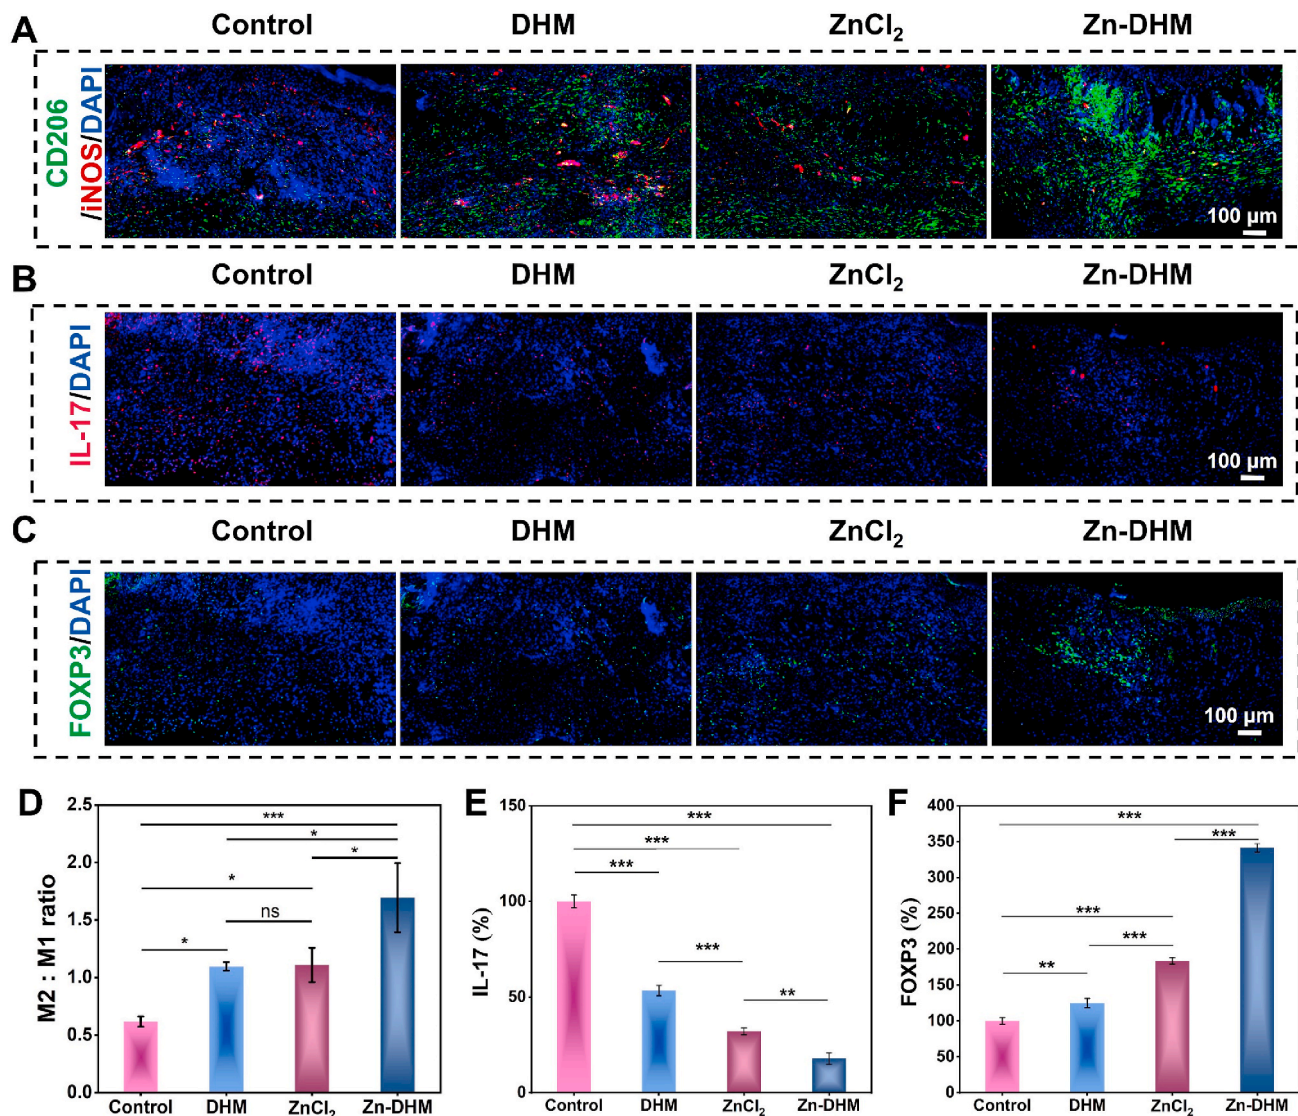 A
Control DHM ZnCl₂ Zn-DHM
CD206
/iNOS/DAPI
100 µm
B
Control DHM ZnCl₂ Zn-DHM
IL-17/DAPI
100 µm
C
Control DHM ZnCl₂ Zn-DHM
FOXP3/DAPI
100 µm
D
M2 : M1 ratio
2.5
2.0
1.5
1.0
0.5
0.0
***
*
*
*
ns
*
Control DHM ZnCl₂ Zn-DHM
E
IL-17 (%)
150
100
50
0
***
***
***
***
**
Control DHM ZnCl₂ Zn-DHM
F
FOXP3 (%)
400
350
300
250
200
150
100
50
0
***
***
***
***
**
Control DHM ZnCl₂ Zn-DHM